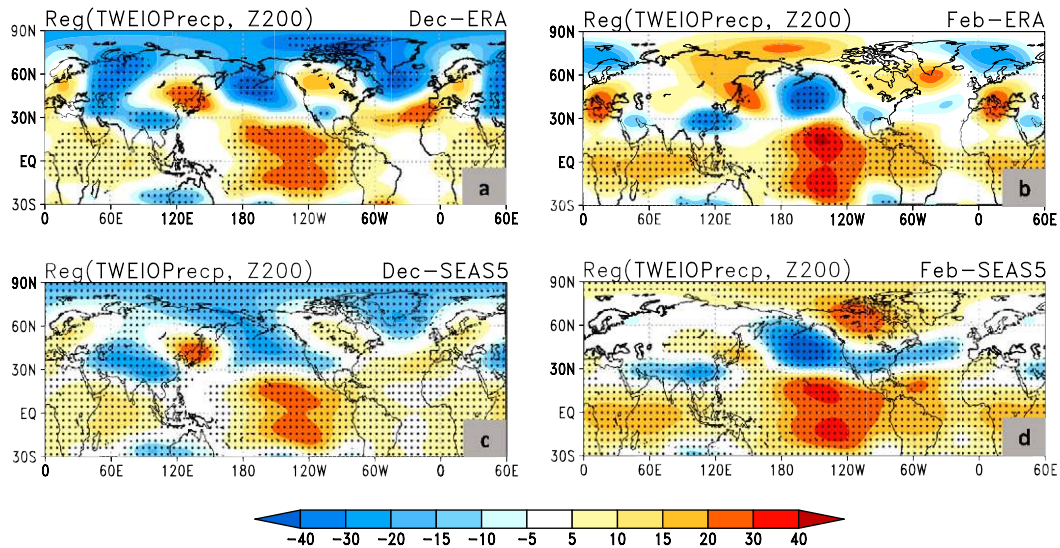 Reg(TWEIOPrecp, Z200) Dec-ERA
90N
60N
30N
EQ
30S
a
0 60E 120E 180 120W 60W 0 60E
Reg(TWEIOPrecp, Z200) Feb-ERA
90N
60N
30N
EQ
30S
b
0 60E 120E 180 120W 60W 0 60E
Reg(TWEIOPrecp, Z200) Dec-SEAS5
90N
60N
30N
EQ
30S
c
0 60E 120E 180 120W 60W 0 60E
Reg(TWEIOPrecp, Z200) Feb-SEAS5
90N
60N
30N
EQ
30S
d
0 60E 120E 180 120W 60W 0 60E
-40 -30 -20 -15 -10 -5 5 10 15 20 30 40